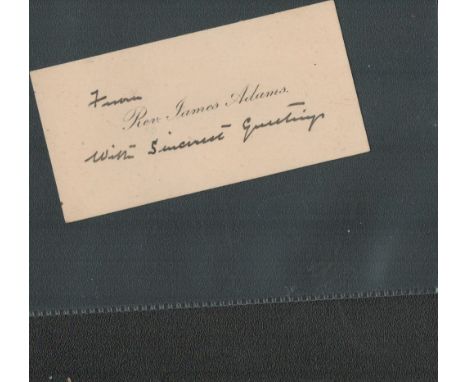 From
Rev. James Adams.
With Sincerest Greetings